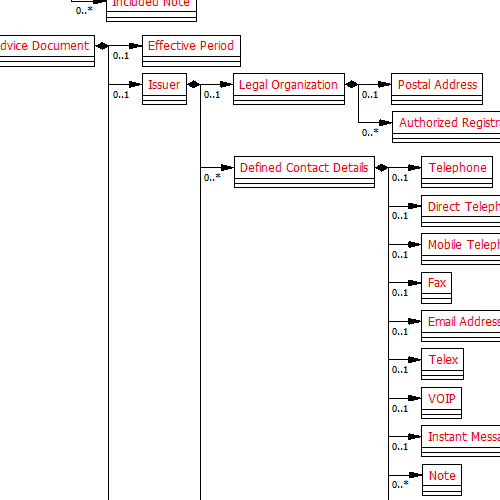 Included Note
0..*
dvice Document
Effective Period
0..1
Issuer
Legal Organization
Postal Address
0..1
0..1
0..1
Authorized Registra
0..*
Defined Contact Details
Telephone
0..*
0..1
Direct Teleph
0..1
Mobile Teleph
0..1
Fax
0..1
Email Address
0..1
Telex
0..1
VOIP
0..1
Instant Messa
0..1
Note
0..*